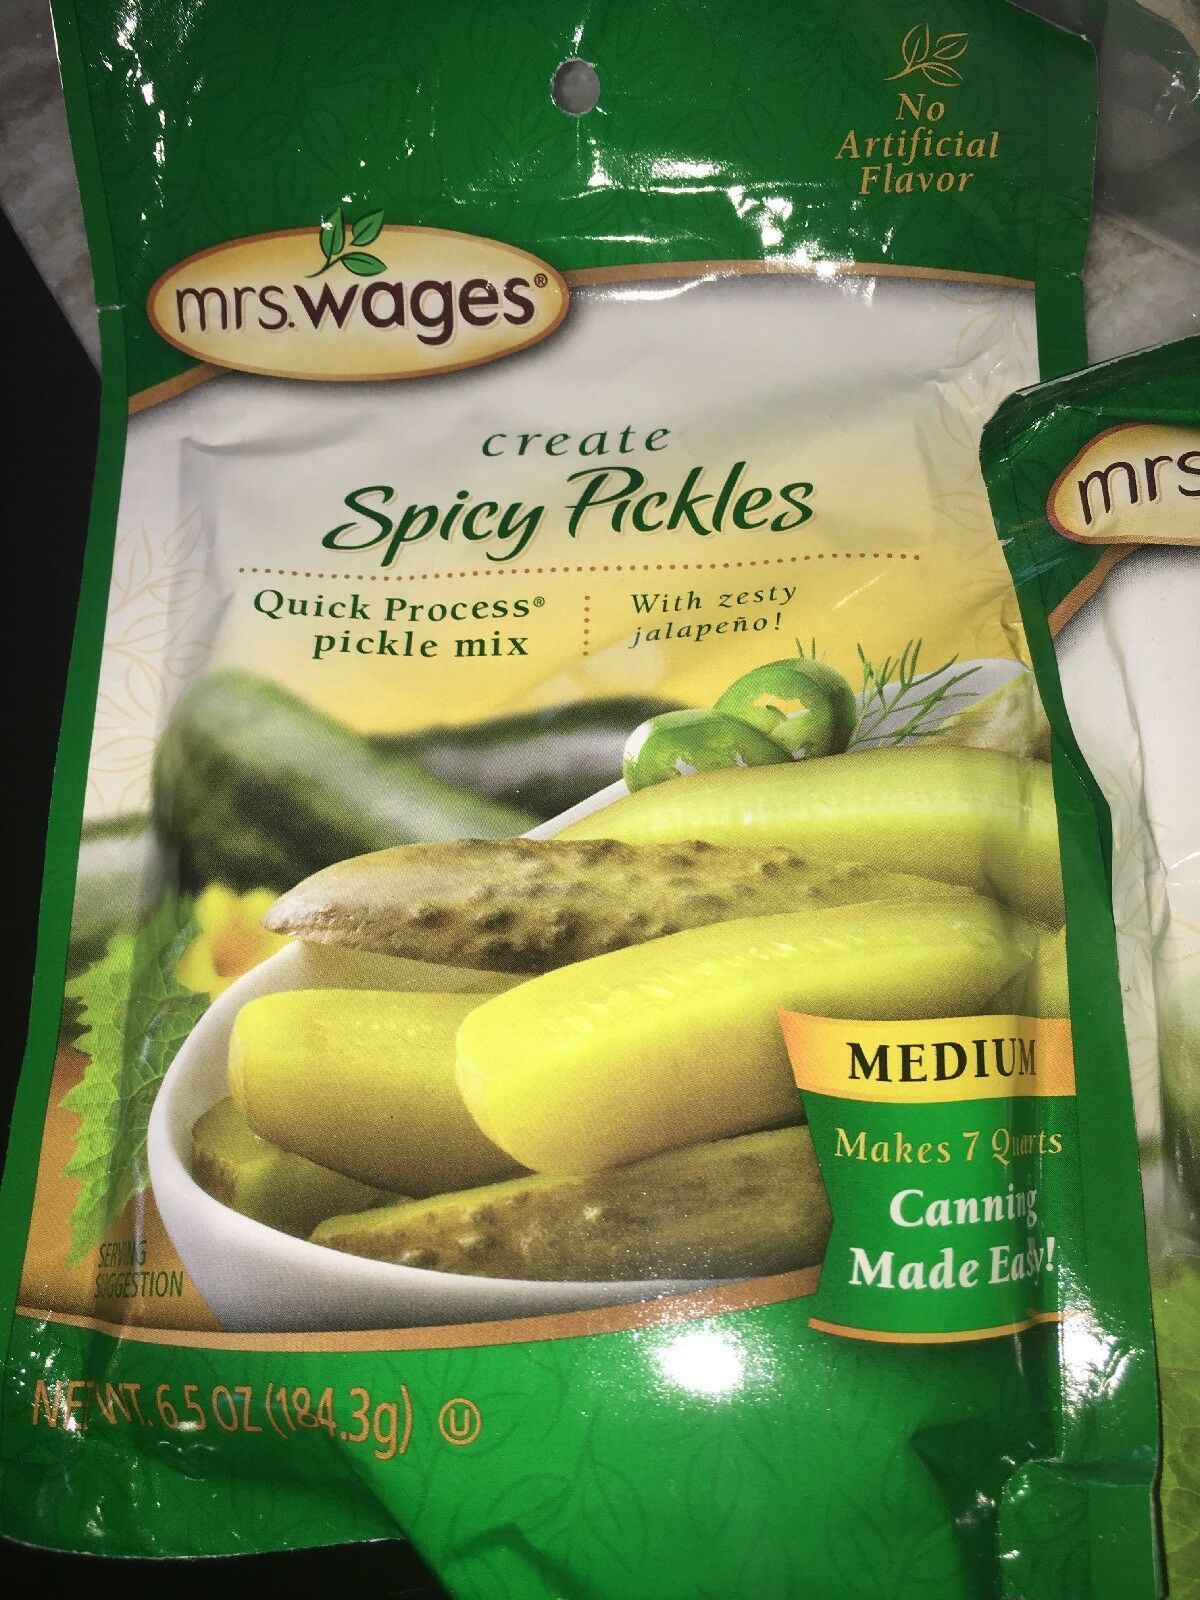 No
Artificial
Flavor
mrs.wages®
create
Spicy Pickles
Quick Process®
pickle mix
With zesty
jalapeño!
mrs
MEDIUM
Makes 7 Quarts
Canning
Made Easy!
SERVING
SUGGESTION
NET WT. 6.5 OZ (184.3g) U